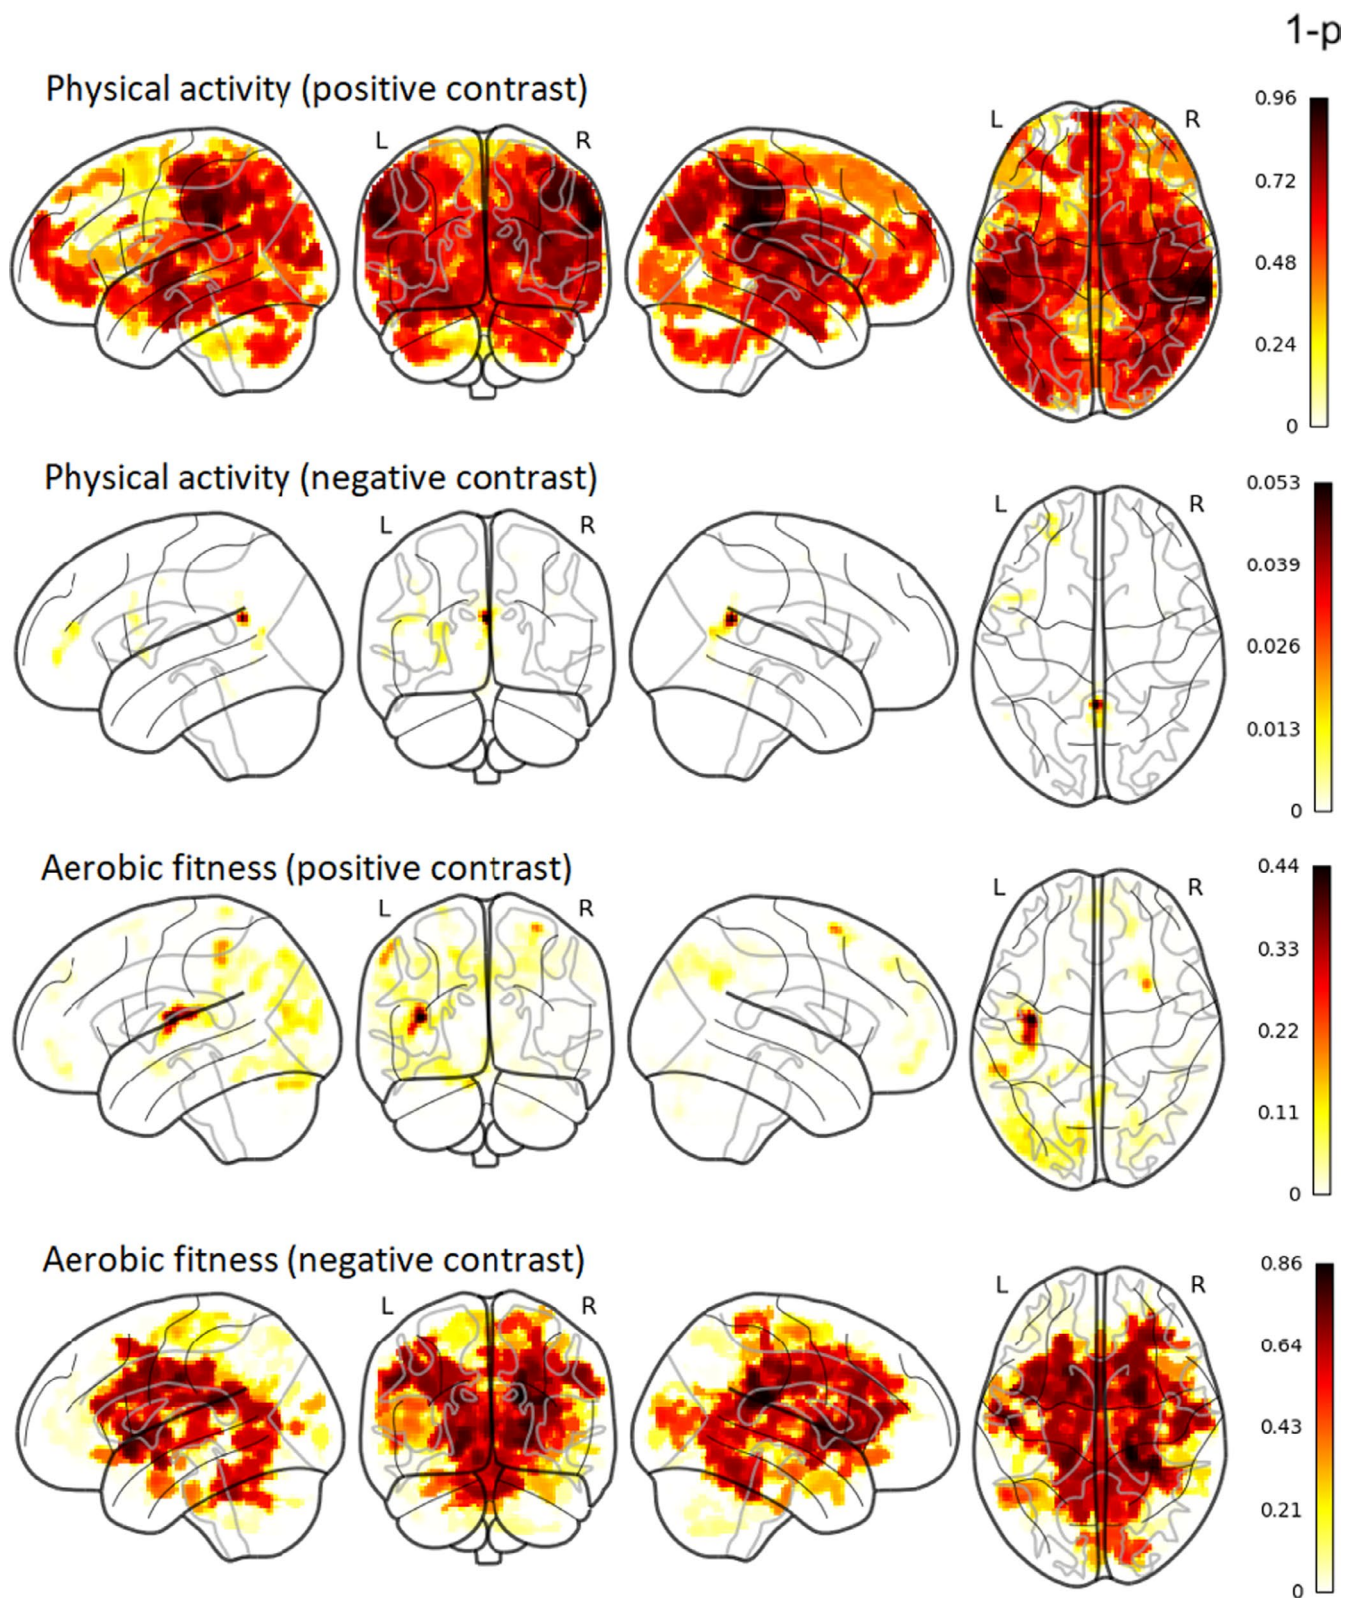 1-p
Physical activity (positive contrast)
L R L R
0.96
0.72
0.48
0.24
0
Physical activity (negative contrast)
L R L R
0.053
0.039
0.026
0.013
0
Aerobic fitness (positive contrast)
L R L R
0.44
0.33
0.22
0.11
0
Aerobic fitness (negative contrast)
L R L R
0.86
0.64
0.43
0.21
0